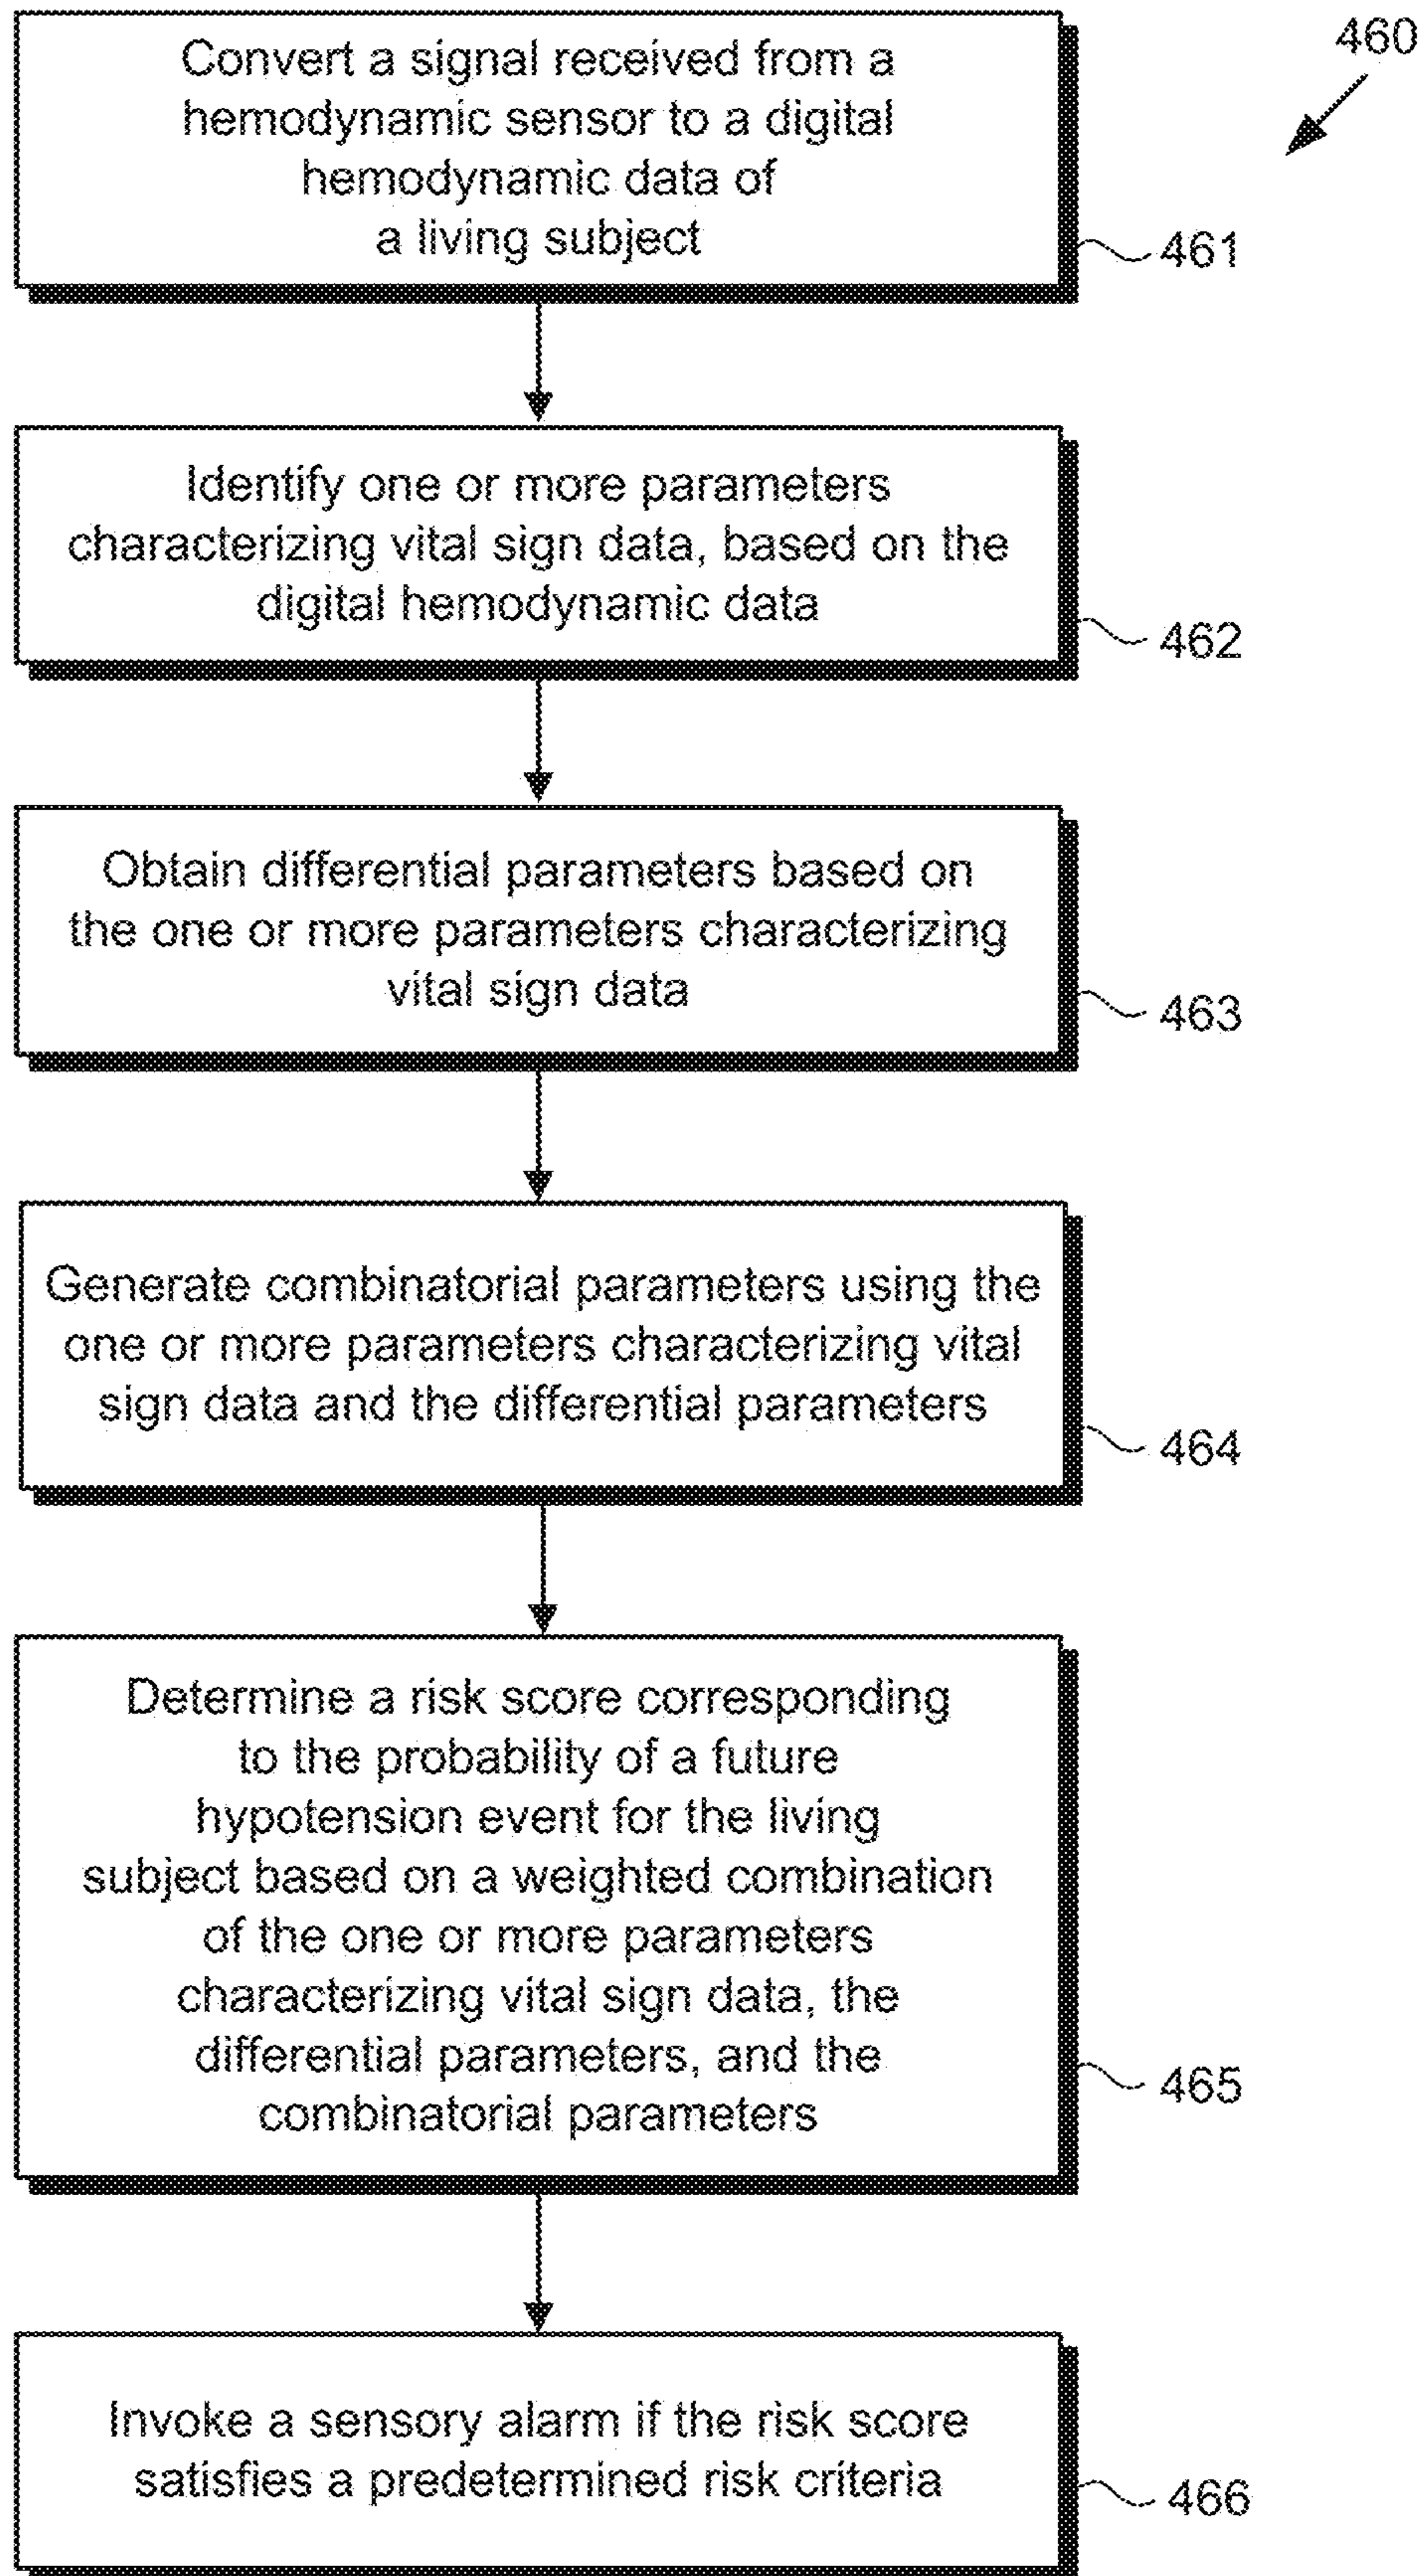 460
Convert a signal received from a
hemodynamic sensor to a digital
hemodynamic data of
a living subject
461
Identify one or more parameters
characterizing vital sign data, based on the
digital hemodynamic data
462
Obtain differential parameters based on
the one or more parameters characterizing
vital sign data
463
Generate combinatorial parameters using the
one or more parameters characterizing vital
sign data and the differential parameters
464
Determine a risk score corresponding
to the probability of a future
hypotension event for the living
subject based on a weighted combination
of the one or more parameters
characterizing vital sign data, the
differential parameters, and the
combinatorial parameters
465
Invoke a sensory alarm if the risk score
satisfies a predetermined risk criteria
466